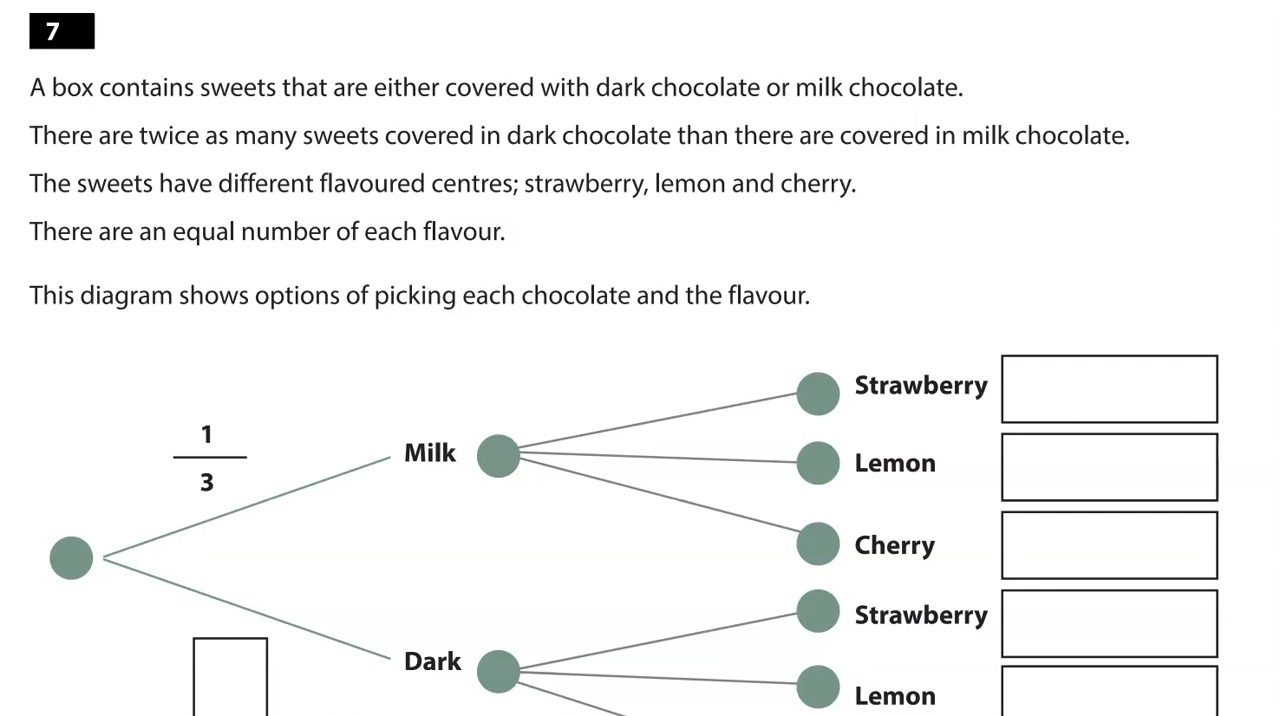 7
A box contains sweets that are either covered with dark chocolate or milk chocolate.
There are twice as many sweets covered in dark chocolate than there are covered in milk chocolate.
The sweets have different flavoured centres; strawberry, lemon and cherry.
There are an equal number of each flavour.
This diagram shows options of picking each chocolate and the flavour.
Strawberry
1
3
Milk
Lemon
Cherry
Strawberry
Dark
Lemon